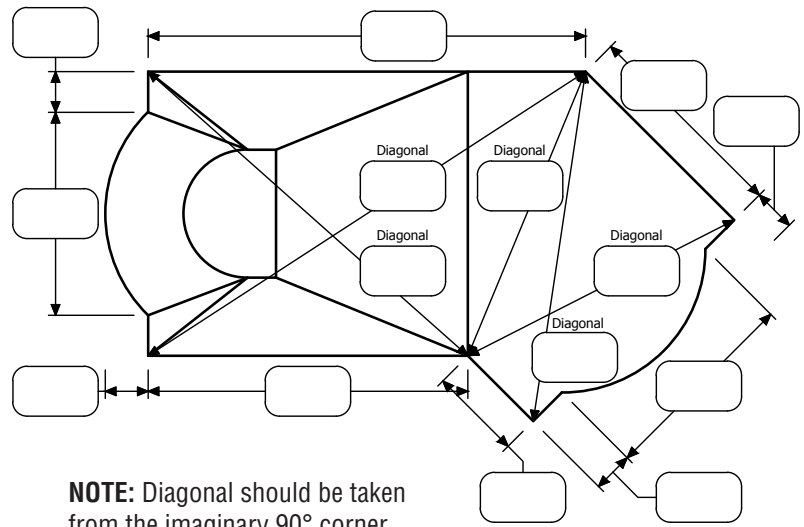 Diagonal
Diagonal
Diagonal
Diagonal
Diagonal
NOTE: Diagonal should be taken
from the imaginary 90° corner